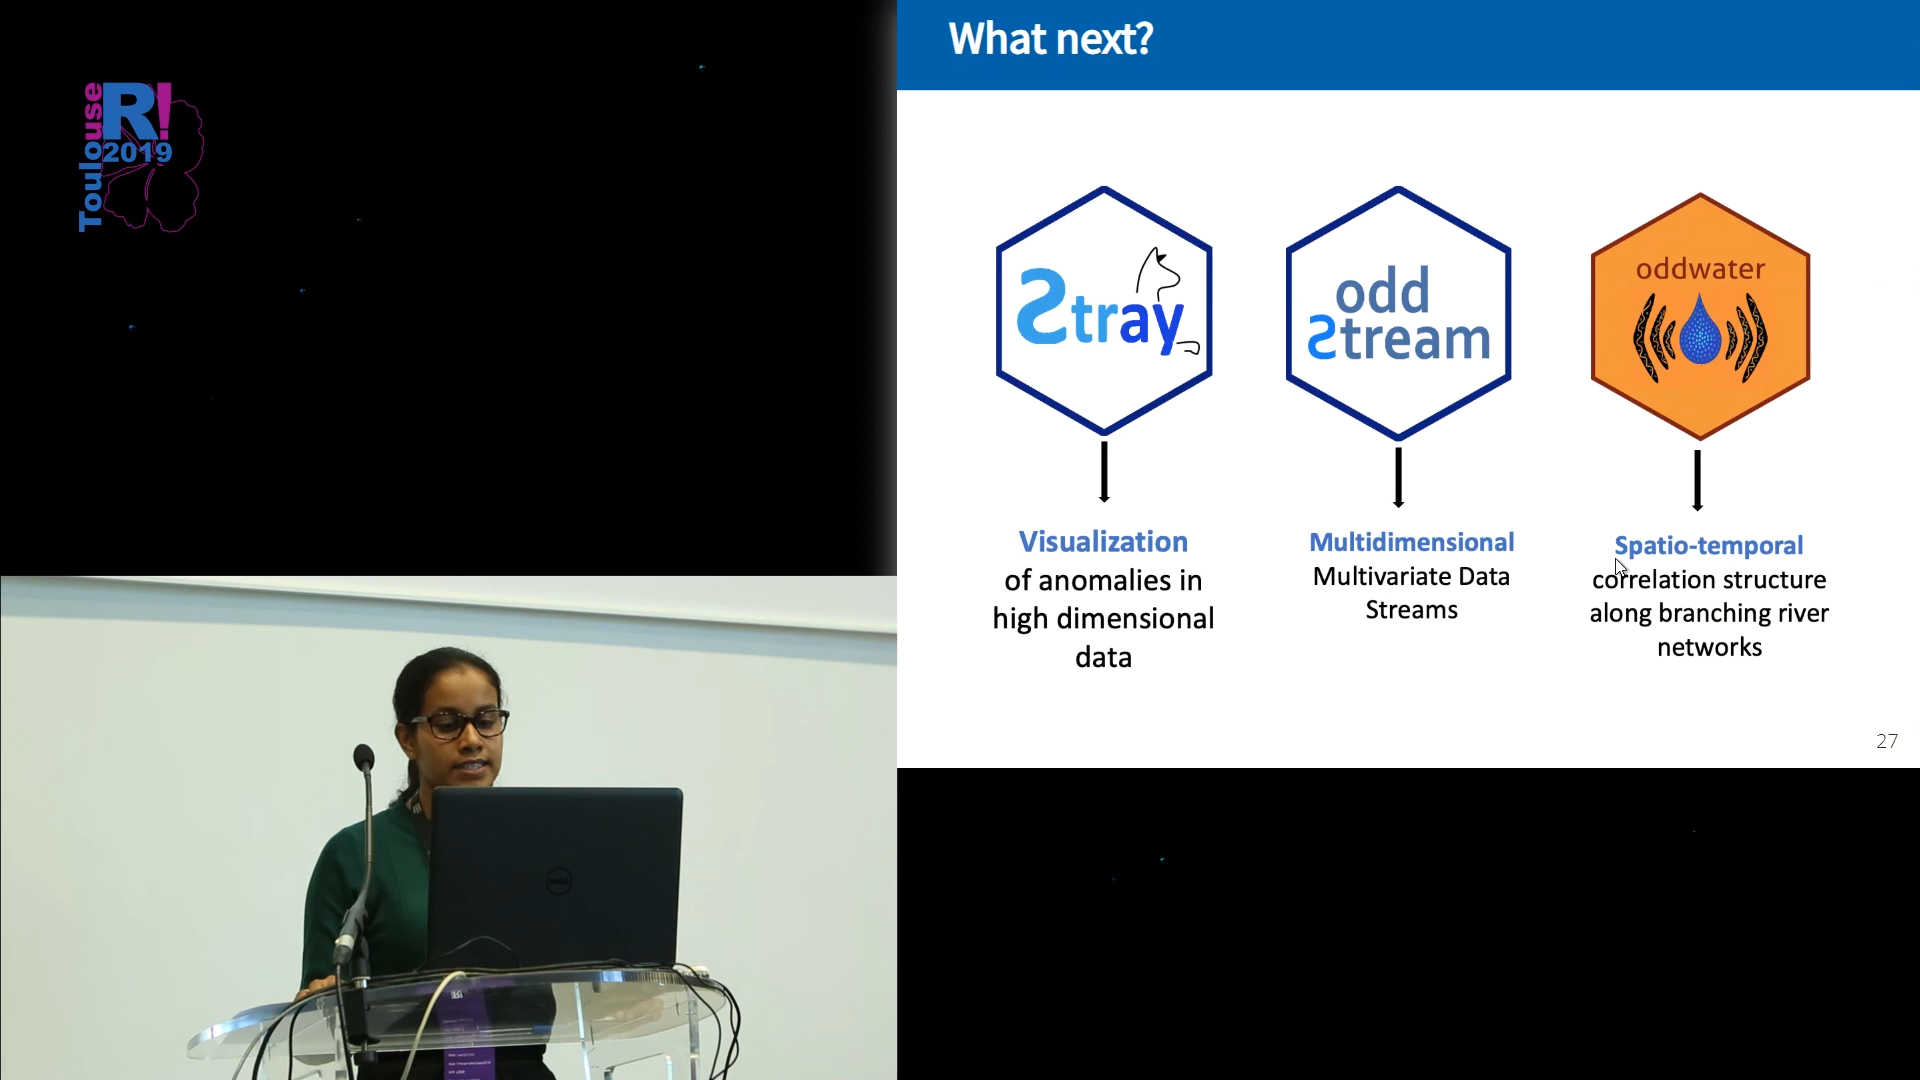 Toulouse
R!
2019
What next?
Stray
odd
Stream
oddwater
Visualization
of anomalies in
high dimensional
data
Multidimensional
Multivariate Data
Streams
Spatio-temporal
correlation structure
along branching river
networks
27
DELL